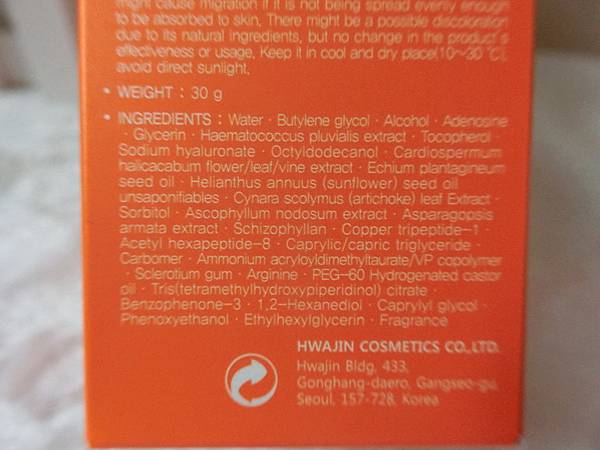 might cause migration if it is not being spread evenly enough
to be absorbed to skin. There might be a possible discoloration
due to its natural ingredients, but no change in the product's
effectiveness or usage. Keep it in cool and dry place(10~30 ℃),
avoid direct sunlight.
• WEIGHT : 30 g
• INGREDIENTS : Water · Butylene glycol · Alcohol · Adenosine
· Glycerin · Haematococcus pluvialis extract · Tocopherol ·
Sodium hyaluronate · Octyldodecanol · Cardiospermum
halicacabum flower/leaf/vine extract · Echium plantagineum
seed oil · Helianthus annuus (sunflower) seed oil
unsaponifiables · Cynara scolymus (artichoke) leaf Extract ·
Sorbitol · Ascophyllum nodosum extract · Asparagopsis
armata extract · Schizophyllan · Copper tripeptide-1 ·
Acetyl hexapeptide-8 · Caprylic/capric triglyceride ·
Carbomer · Ammonium acryloyldimethyltaurate/VP copolymer
· Sclerotium gum · Arginine · PEG-60 Hydrogenated castor
oil · Tris(tetramethylhydroxypiperidinol) citrate ·
Benzophenone-3 · 1,2-Hexanediol · Caprylyl glycol ·
Phenoxyethanol · Ethylhexylglycerin · Fragrance
HWAJIN COSMETICS CO.,LTD.
Hwajin Bldg, 433,
Gonghang-daero, Gangseo-gu,
Seoul, 157-728, Korea